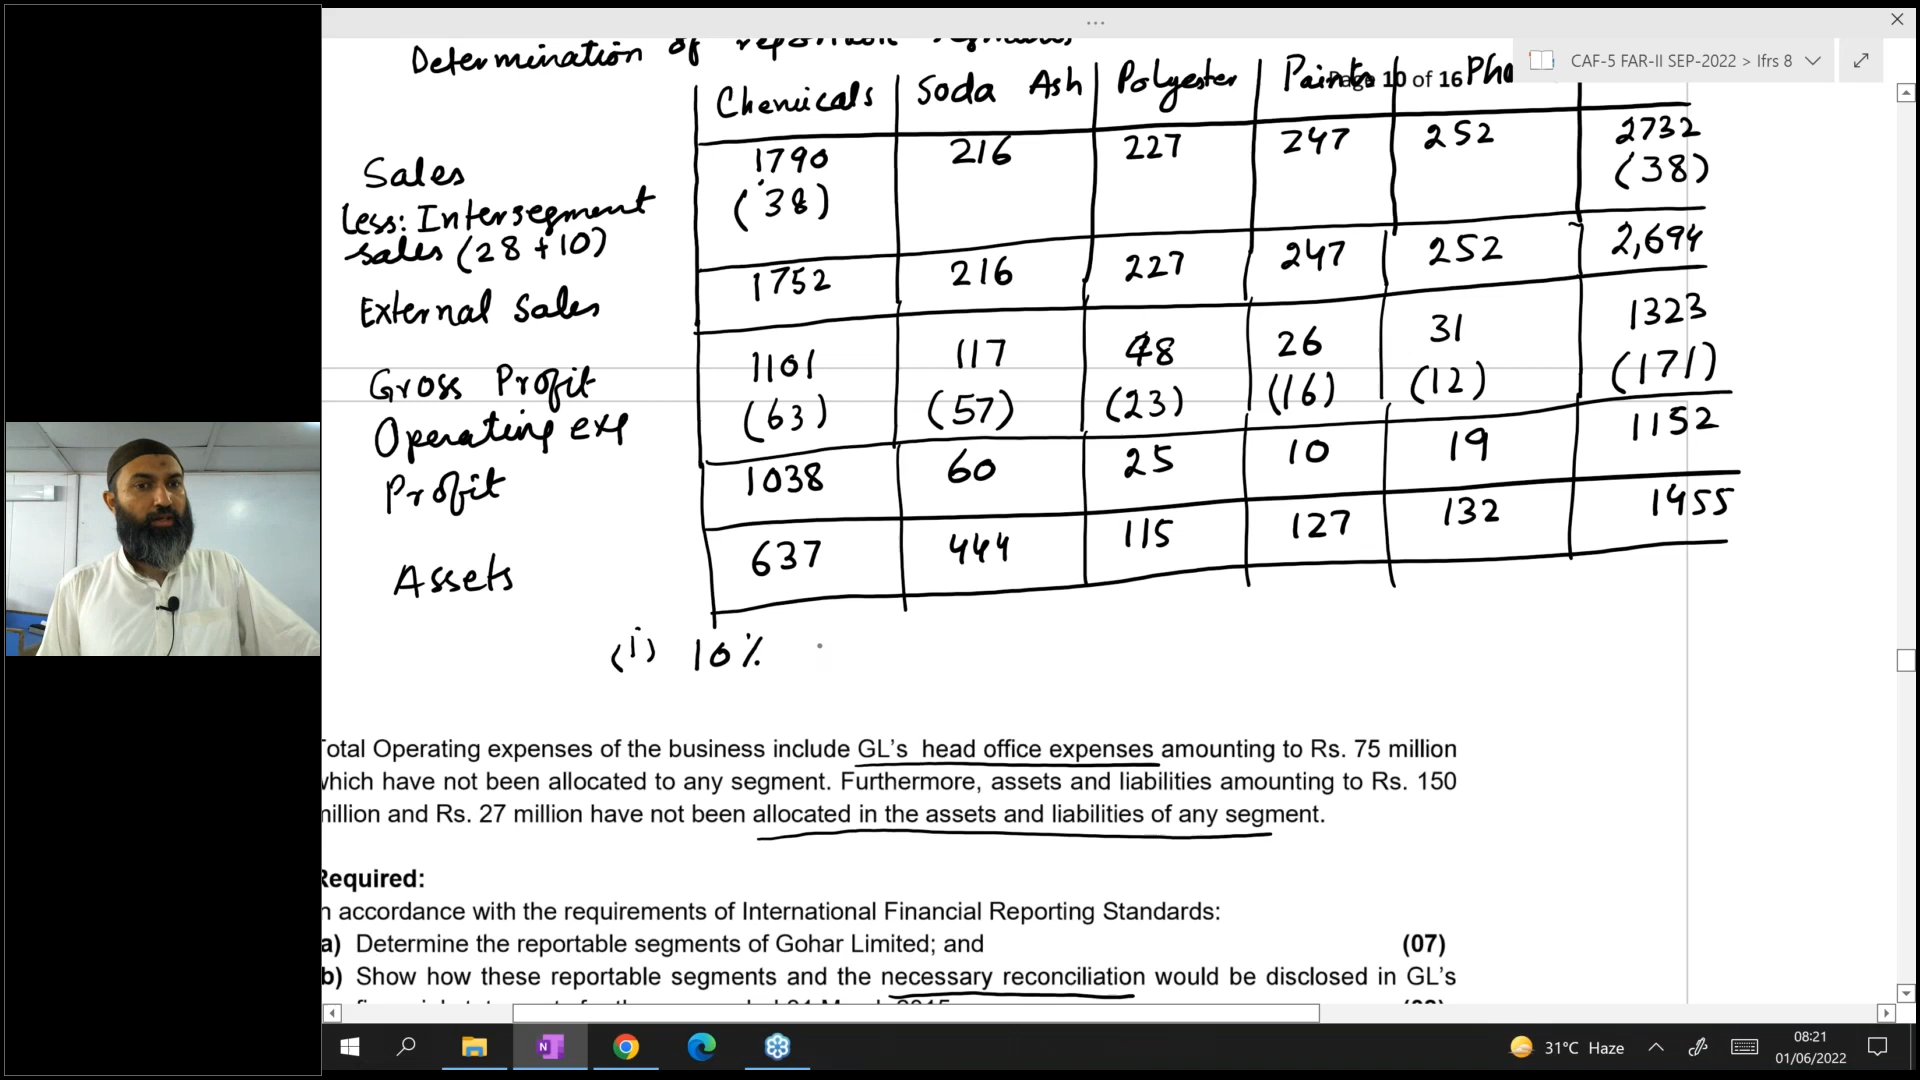 Determination of reportable segments
CAF-5 FAR-II SEP-2022 > Ifrs 8
Page 10 of 16
Chemicals Soda Ash Polyester Paints Pha
Sales 1790 216 227 247 252 2732
Less: Intersegment (38) (38)
sales (28 + 10)
External Sales 1752 216 227 247 252 2,694
Gross Profit 1101 117 48 26 31 1323
Operating exp (63) (57) (23) (16) (12) (171)
Profit 1038 60 25 10 19 1152
Assets 637 444 115 127 132 1455
(i) 10%
Total Operating expenses of the business include GL's head office expenses amounting to Rs. 75 million
which have not been allocated to any segment. Furthermore, assets and liabilities amounting to Rs. 150
million and Rs. 27 million have not been allocated in the assets and liabilities of any segment.
Required:
In accordance with the requirements of International Financial Reporting Standards:
a) Determine the reportable segments of Gohar Limited; and (07)
b) Show how these reportable segments and the necessary reconciliation would be disclosed in GL's
31°C Haze
08:21
01/06/2022